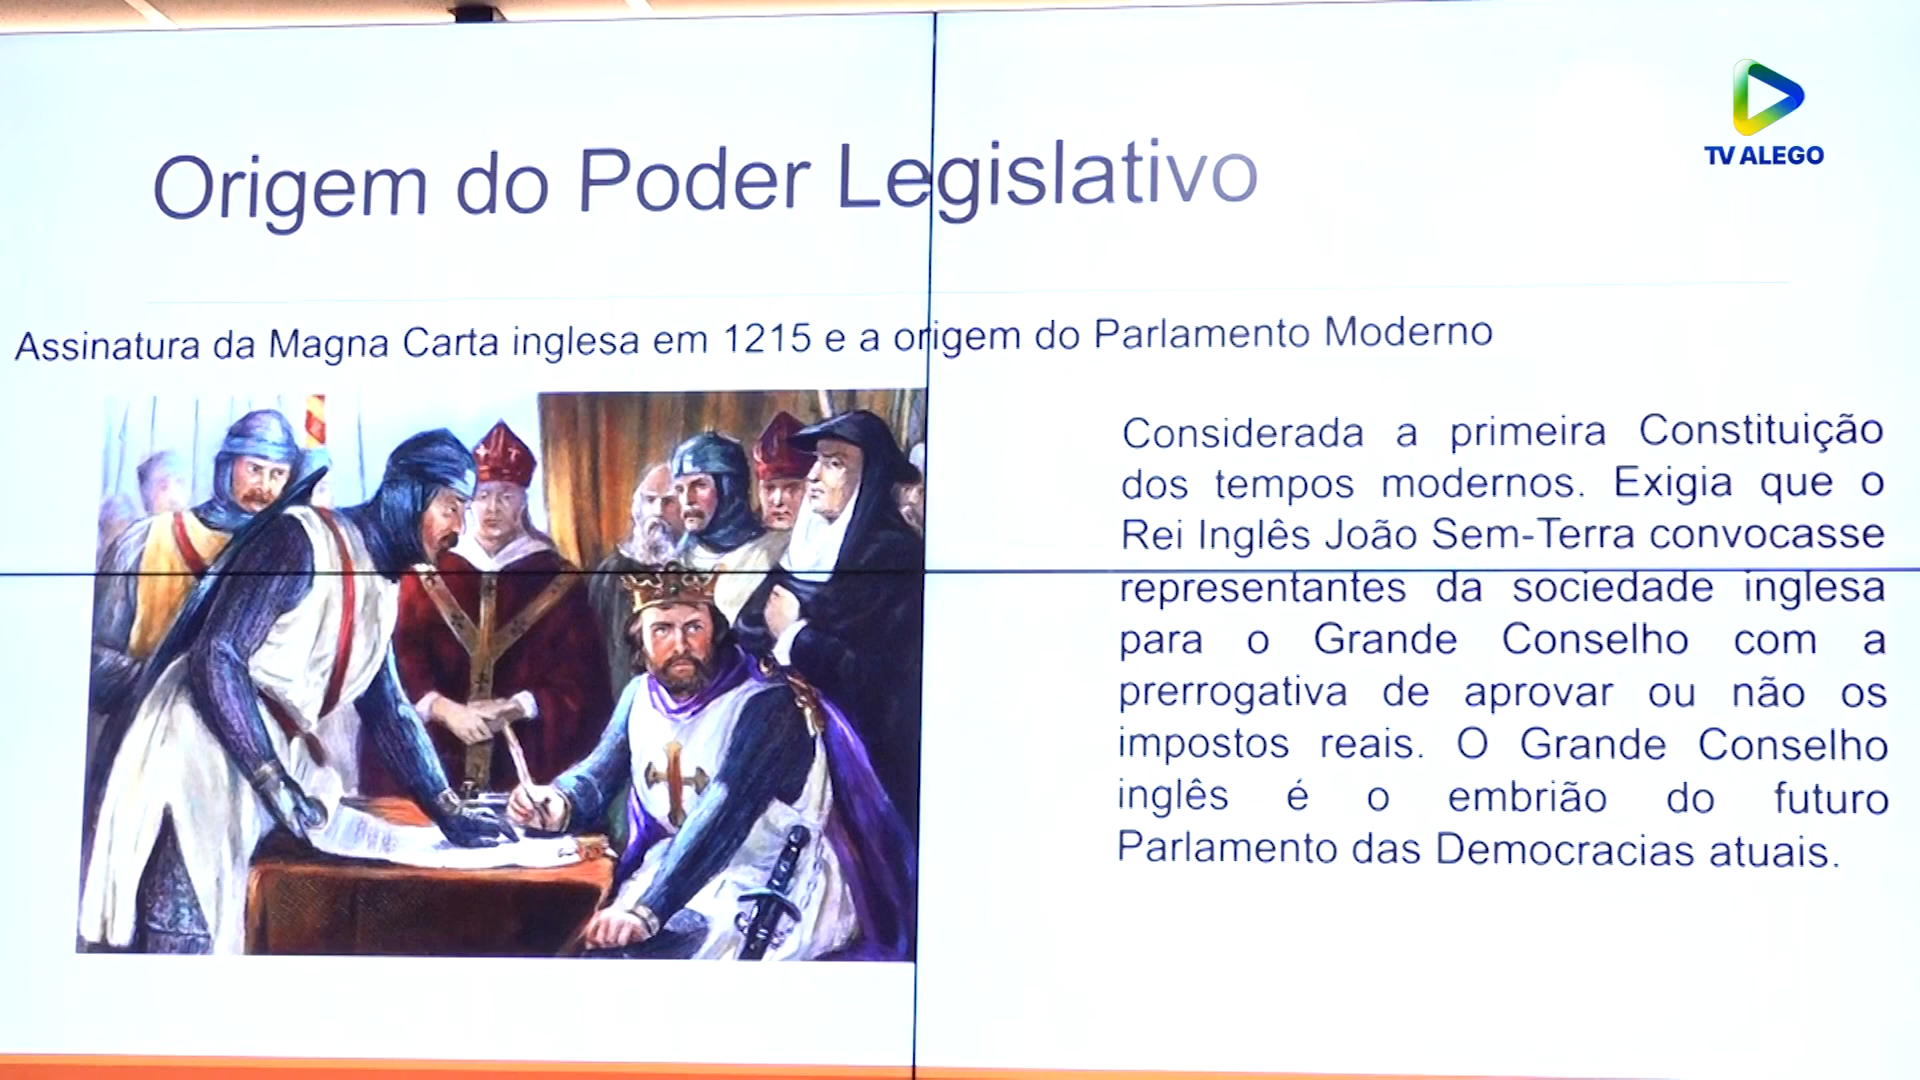 TV ALEGO
Origem do Poder Legislativo
Assinatura da Magna Carta inglesa em 1215 e a origem do Parlamento Moderno
Considerada a primeira Constituição
dos tempos modernos. Exigia que o
Rei Inglês João Sem-Terra convocasse
representantes da sociedade inglesa
para o Grande Conselho com a
prerrogativa de aprovar ou não os
impostos reais. O Grande Conselho
inglês é o embrião do futuro
Parlamento das Democracias atuais.